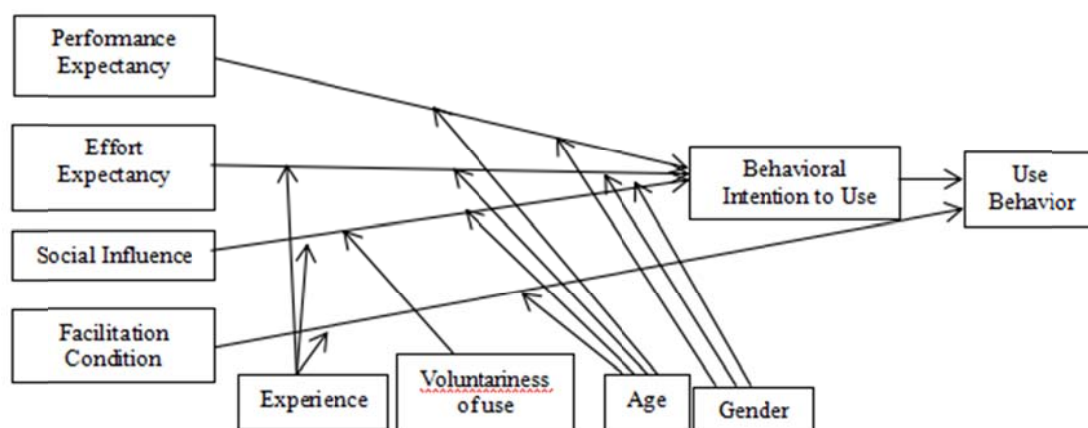 Performance
Expectancy
Effort
Expectancy
Social Influence
Facilitation
Condition
Behavioral
Intention to Use
Use
Behavior
Experience
Voluntariness
of use
Age
Gender